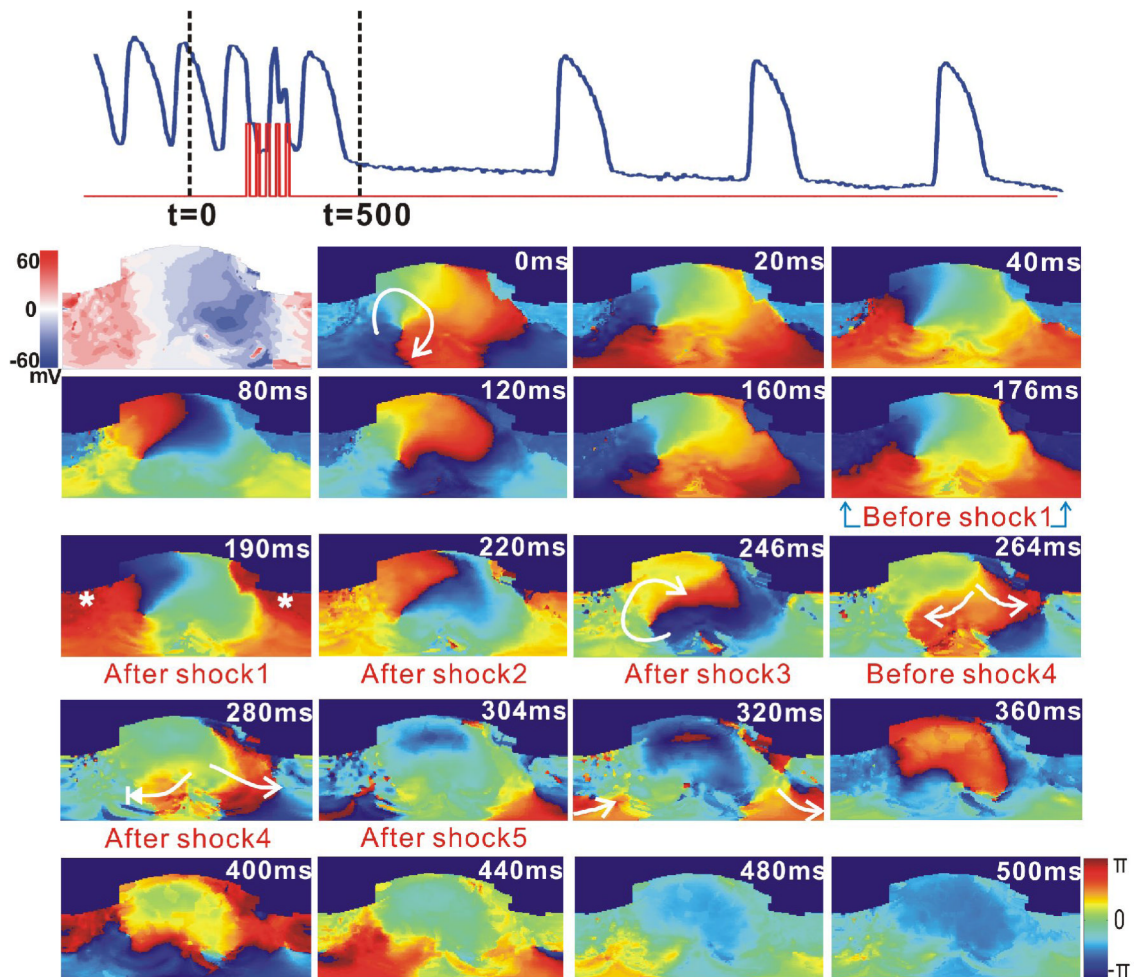 t=0
t=500
60
0
-60
mV
0ms
20ms
40ms
80ms
120ms
160ms
176ms
Before shock1
190ms
220ms
246ms
264ms
* *
After shock1
After shock2
After shock3
Before shock4
280ms
304ms
320ms
360ms
After shock4
After shock5
400ms
440ms
480ms
500ms
π
0
-π